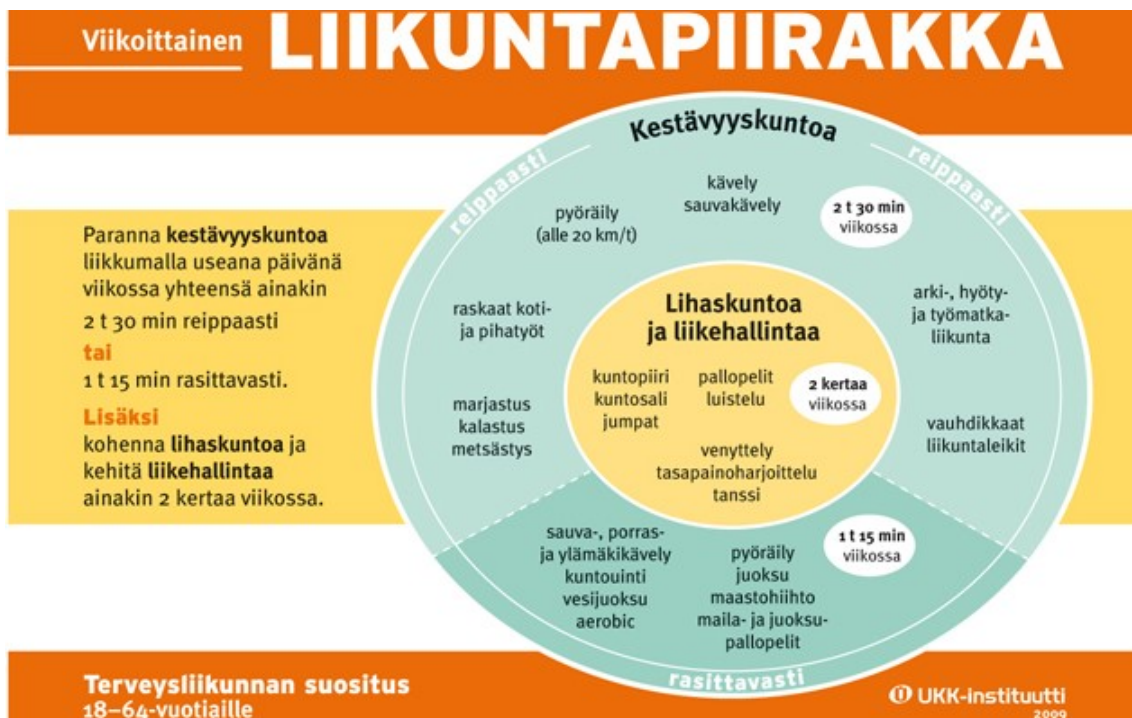 Viikoittainen LIIKUNTAPIIRAKKA
Paranna kestävyyskuntoa
liikkumalla useana päivänä
viikossa yhteensä ainakin
2 t 30 min reippaasti
tai
1 t 15 min rasittavasti.
Lisäksi
kohenna lihaskuntoa ja
kehitä liikehallintaa
ainakin 2 kertaa viikossa.
Kestävyyskuntoa
reippaasti
reippaasti
kävely
sauvakävely
2 t 30 min
viikossa
pyöräily
(alle 20 km/t)
raskaat koti-
ja pihatyöt
marjastus
kalastus
metsästys
arki-, hyöty-
ja työmatka-
liikunta
vauhdikkaat
liikuntaleikit
Lihaskuntoa
ja liikehallintaa
kuntopiiri
kuntosali
jumpat
pallopelit
luistelu
2 kertaa
viikossa
venyttely
tasapainoharjoittelu
tanssi
sauva-, porras-
ja ylämäkikävely
kuntouinti
vesijuoksu
aerobic
pyöräily
juoksu
maastohiihto
maila- ja juoksu-
pallopelit
1 t 15 min
viikossa
rasittavasti
Terveysliikunnan suositus
18–64-vuotiaille
UKK-instituutti
2009